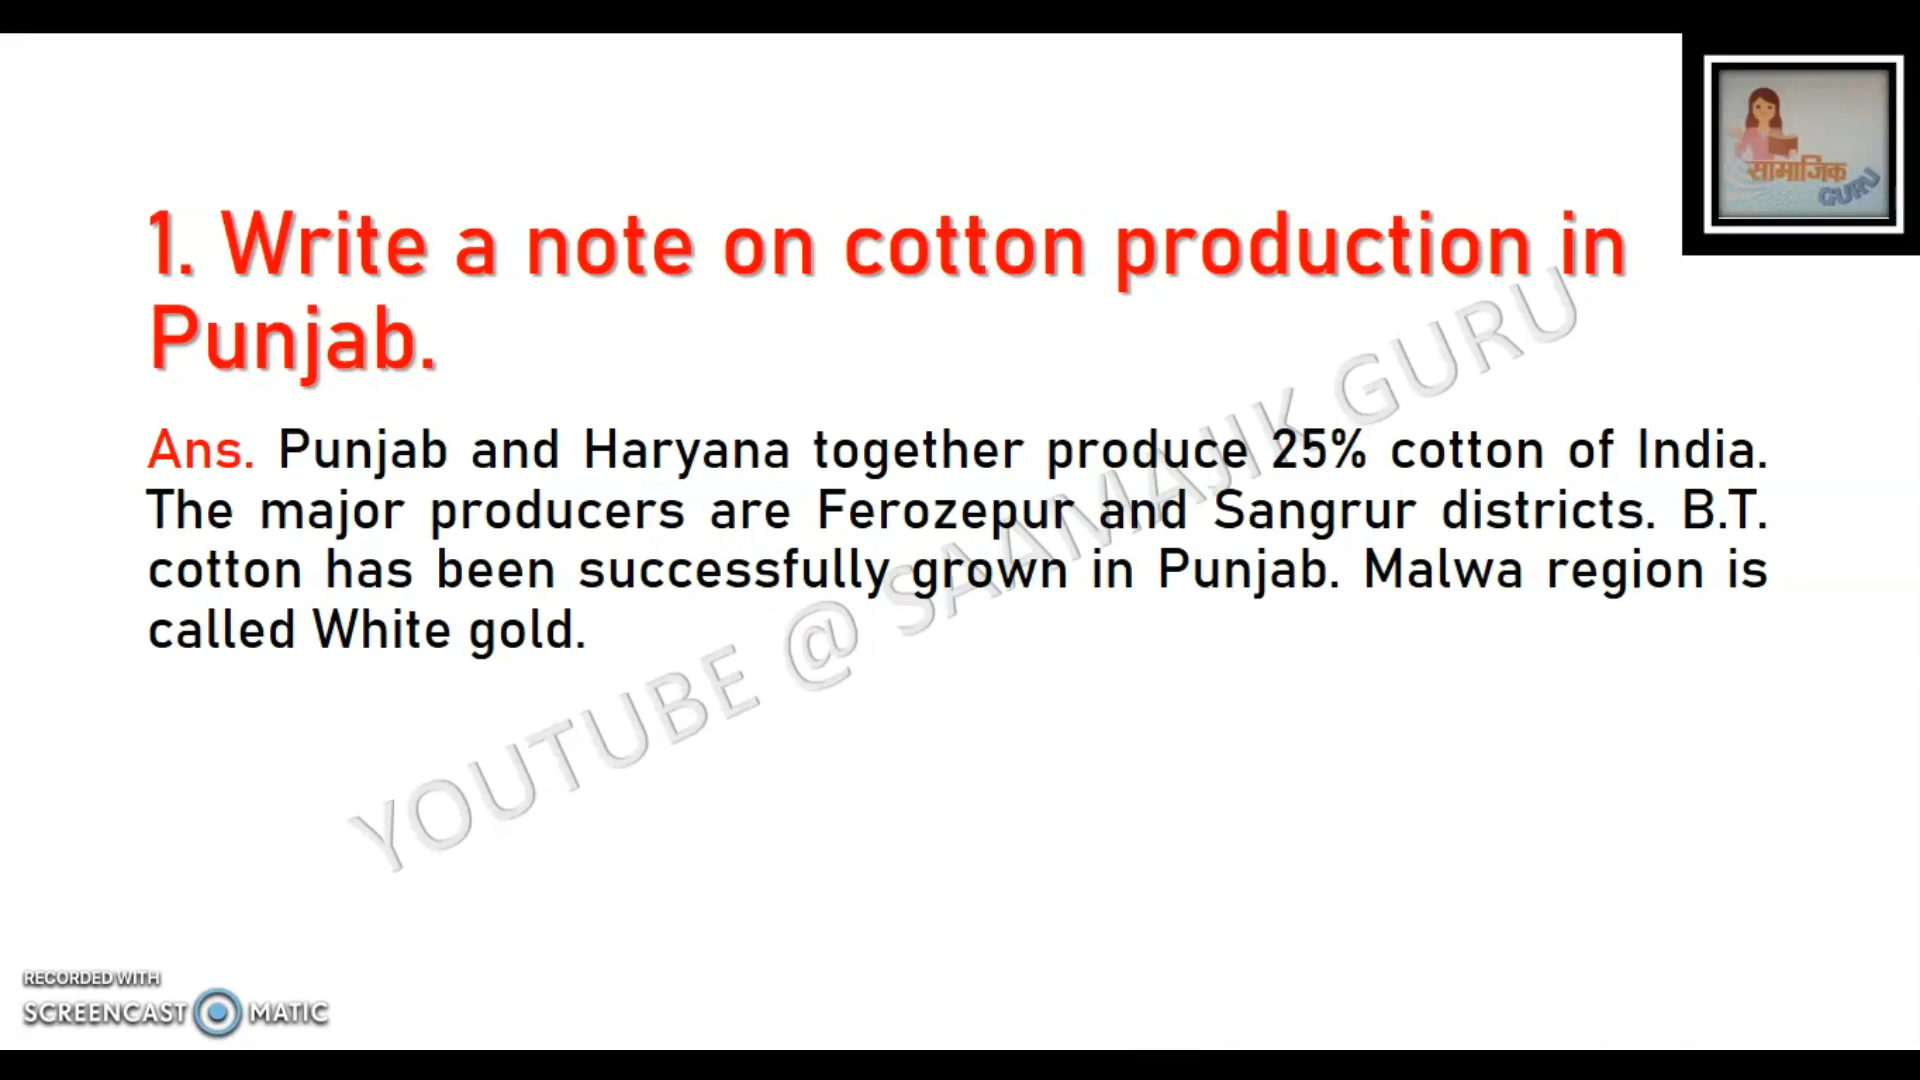 सामाजिक
GURU
1. Write a note on cotton production in
Punjab.
Ans. Punjab and Haryana together produce 25% cotton of India.
The major producers are Ferozepur and Sangrur districts. B.T.
cotton has been successfully grown in Punjab. Malwa region is
called White gold.
YOUTUBE @ SAAMAJIK GURU
RECORDED WITH
SCREENCAST MATIC